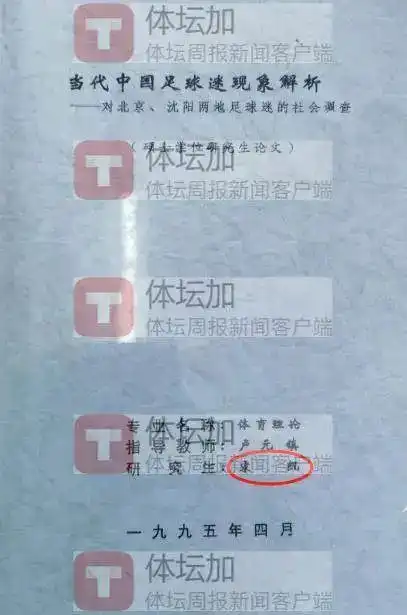 体坛加
体坛周报新闻客户端
当代中国足球迷现象解析
——对北京、沈阳两地足球迷的社会调查
体坛加
(硕士学位研究生论文)
体坛周报新闻客户端
体坛加
体坛周报新闻客户端
体坛加
专业名称:体育理论
指导教师:卢元镇
体坛周报新闻客户端
研究生:
一九九五年四月
体坛加
体坛周报新闻客户端